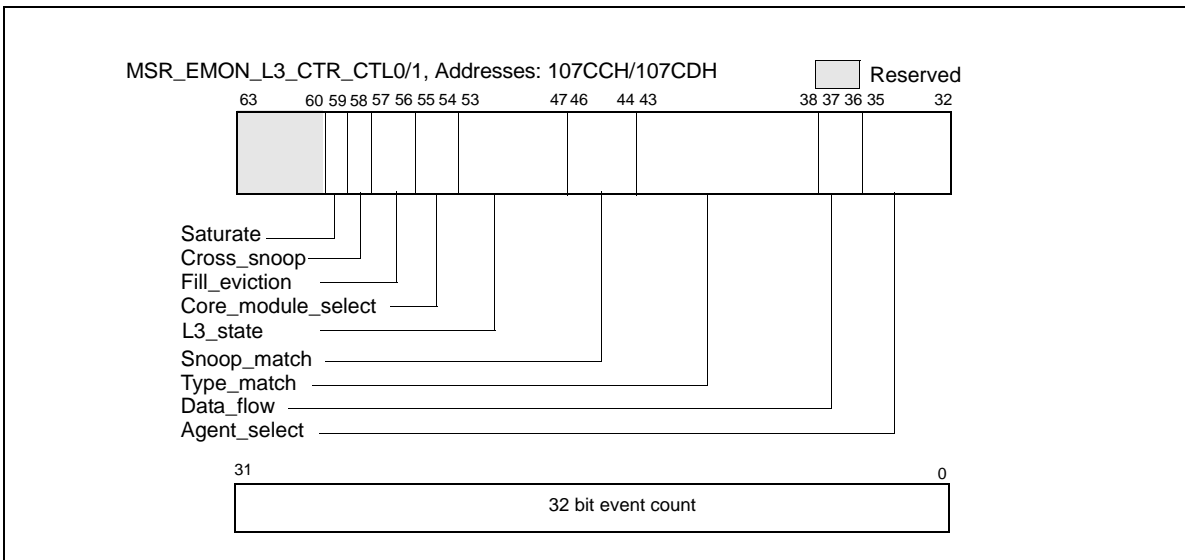 MSR_EMON_L3_CTR_CTL0/1, Addresses: 107CCH/107CDH
Reserved
63 60 59 58 57 56 55 54 53 47 46 44 43 38 37 36 35 32
Saturate
Cross_snoop
Fill_eviction
Core_module_select
L3_state
Snoop_match
Type_match
Data_flow
Agent_select
31 0
32 bit event count